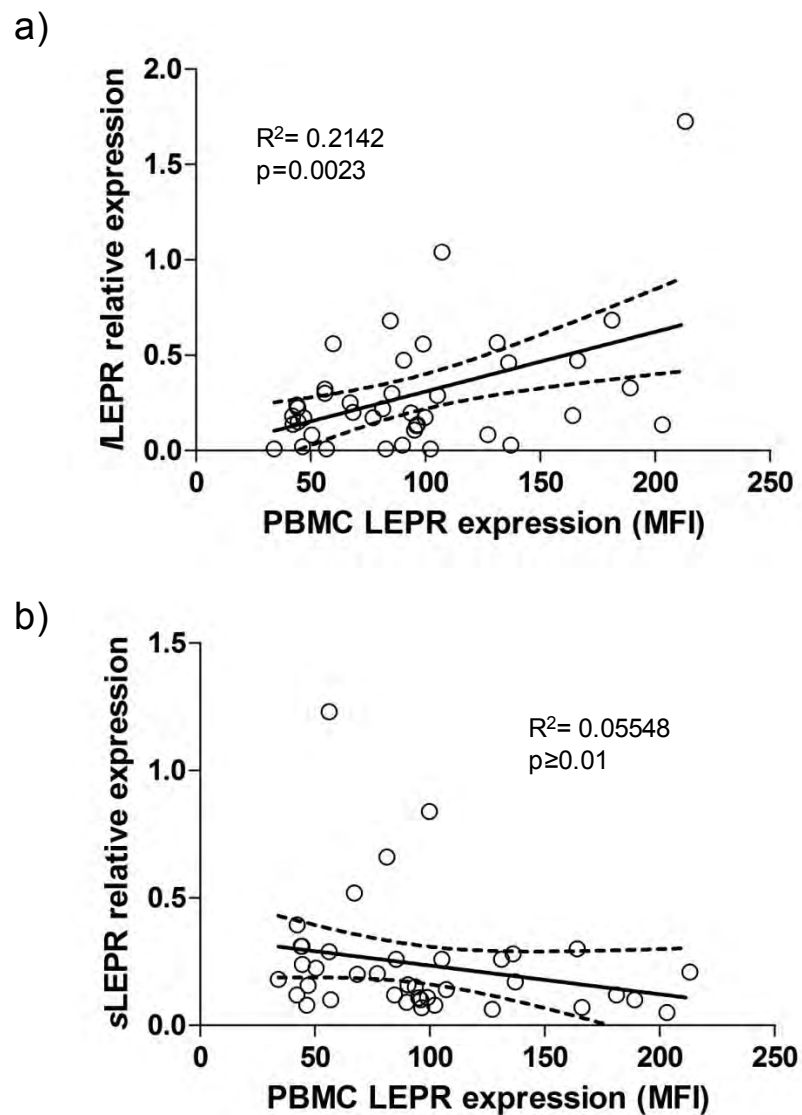 a)
2.0
1.5
1.0
0.5
0.0
lLEPR relative expression
R²= 0.2142
p=0.0023
0 50 100 150 200 250
PBMC LEPR expression (MFI)
b)
1.5
1.0
0.5
0.0
sLEPR relative expression
R²= 0.05548
p≥0.01
0 50 100 150 200 250
PBMC LEPR expression (MFI)